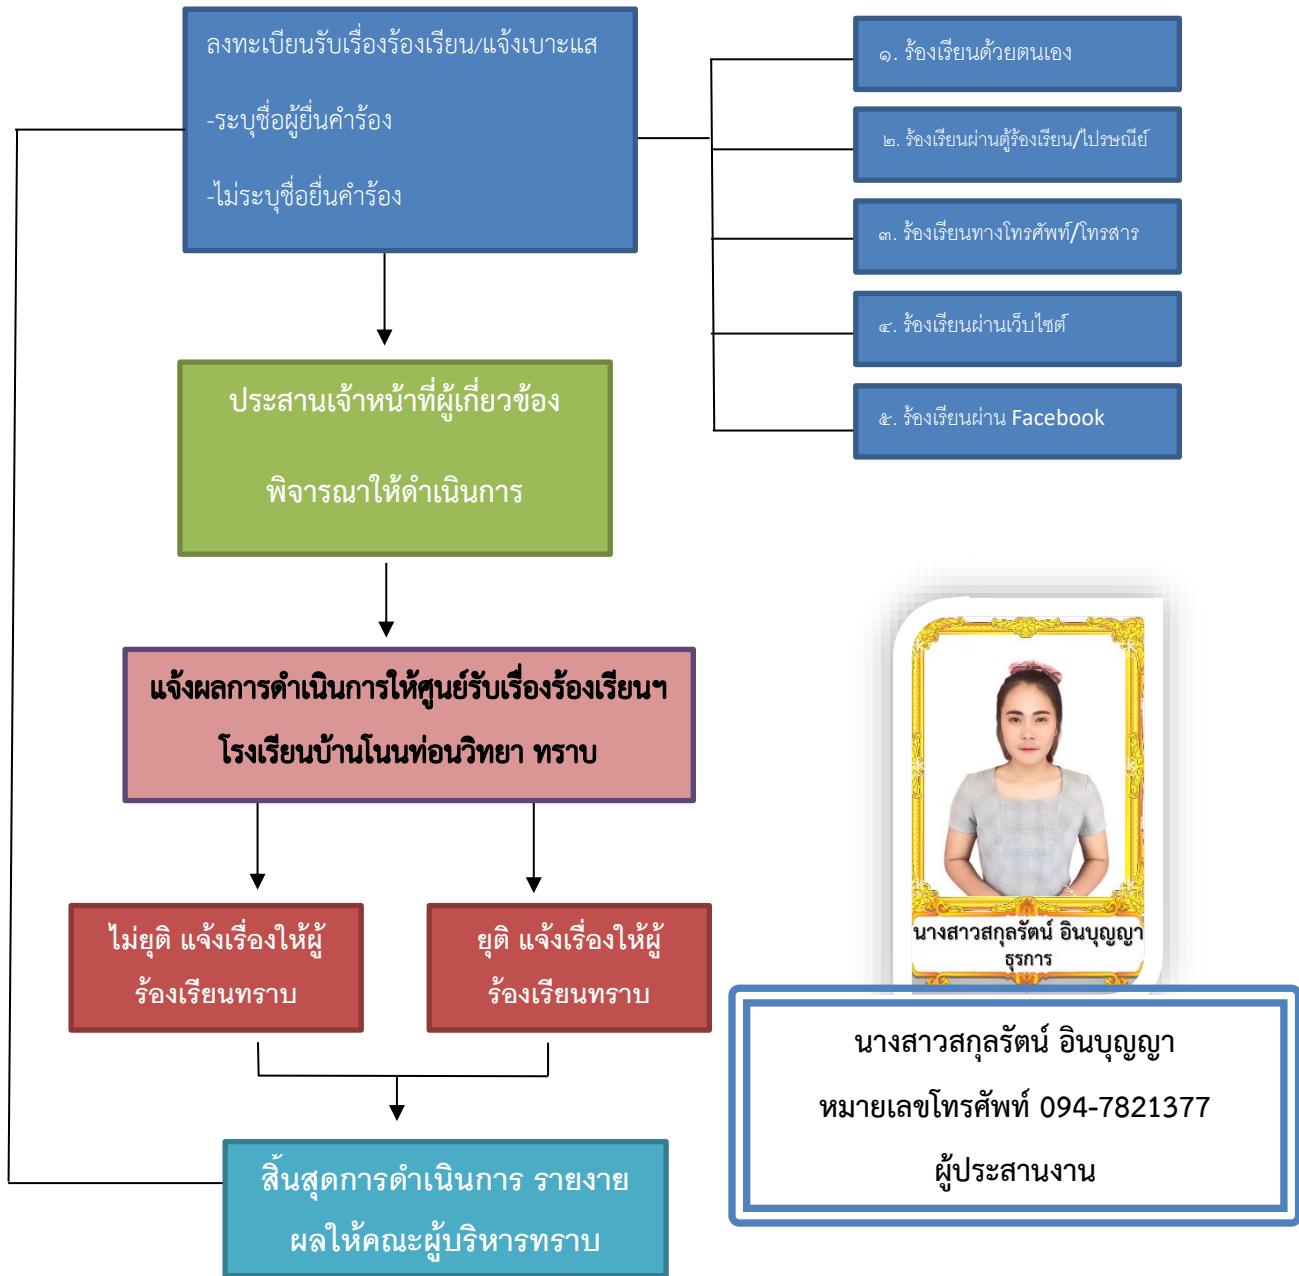 ลงทะเบียนรับเรื่องร้องเรียน/แจ้งเบาะแส
-ระบุชื่อผู้ยื่นคำร้อง
-ไม่ระบุชื่อยื่นคำร้อง
๑. ร้องเรียนด้วยตนเอง
๒. ร้องเรียนผ่านตู้ร้องเรียน/ไปรษณีย์
๓. ร้องเรียนทางโทรศัพท์/โทรสาร
๔. ร้องเรียนผ่านเว็บไซต์
๕. ร้องเรียนผ่าน Facebook
ประสานเจ้าหน้าที่ผู้เกี่ยวข้อง
พิจารณาให้ดำเนินการ
แจ้งผลการดำเนินการให้ศูนย์รับเรื่องร้องเรียนฯ
โรงเรียนบ้านโนนท่อนวิทยา ทราบ
ไม่ยุติ แจ้งเรื่องให้ผู้
ร้องเรียนทราบ
ยุติ แจ้งเรื่องให้ผู้
ร้องเรียนทราบ
สิ้นสุดการดำเนินการ รายงาย
ผลให้คณะผู้บริหารทราบ
นางสาวสกุลรัตน์ อินบุญญา
ธุรการ
นางสาวสกุลรัตน์ อินบุญญา
หมายเลขโทรศัพท์ 094-7821377
ผู้ประสานงาน